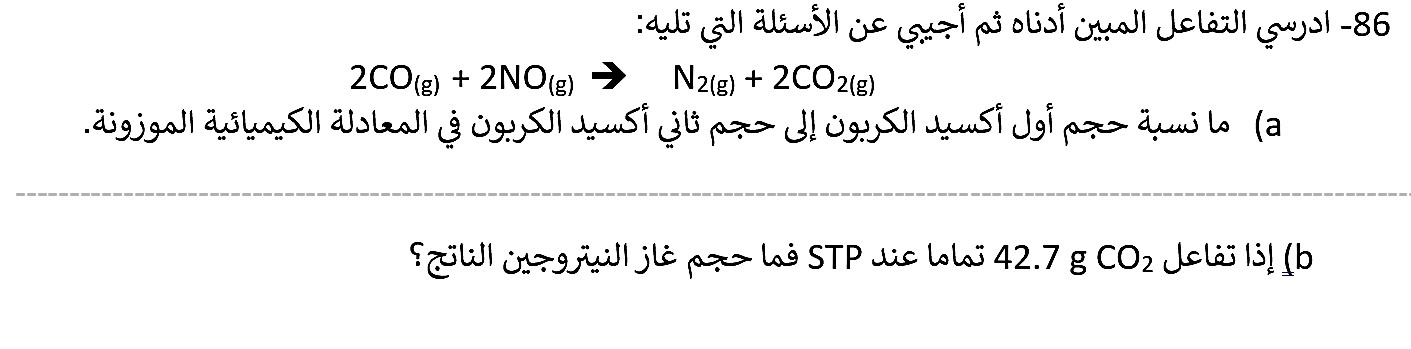 86- ادرسي التفاعل المبين أدناه ثم أجيبي عن الأسئلة التي تليه:
2CO(g) + 2NO(g) ➔ N2(g) + 2CO2(g)
a) ما نسبة حجم أول أكسيد الكربون إلى حجم ثاني أكسيد الكربون في المعادلة الكيميائية الموزونة.
b) إذا تفاعل 42.7 g CO2 تماما عند STP فما حجم غاز النيتروجين الناتج؟